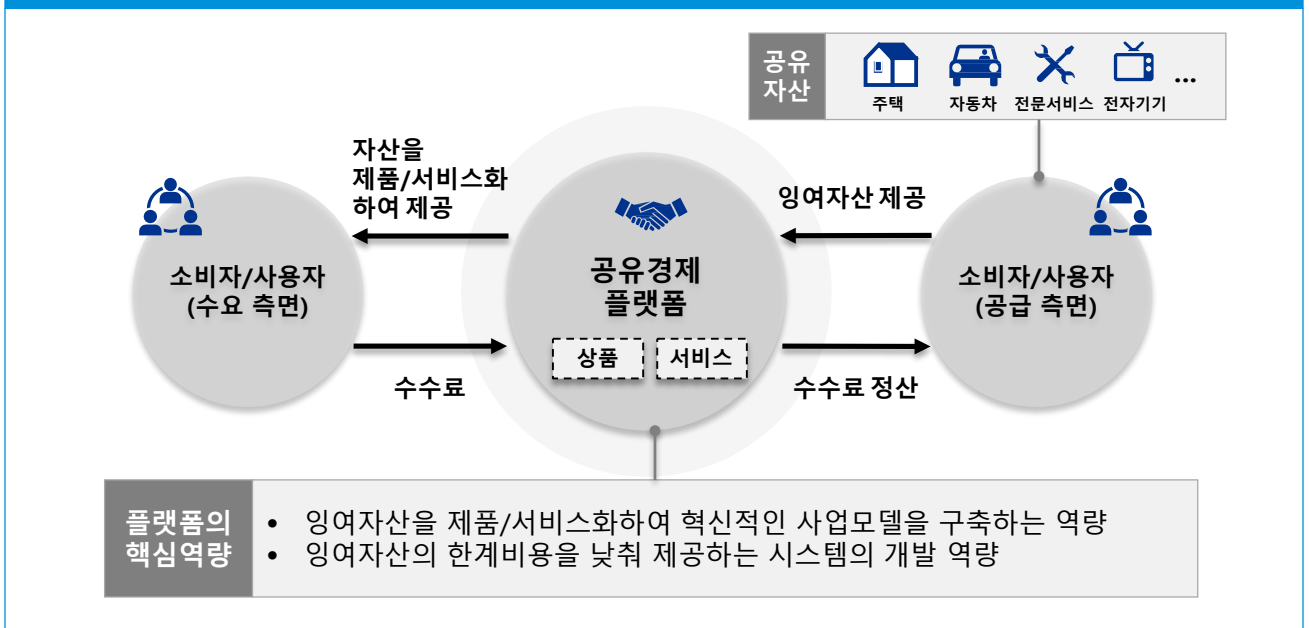 공유
자산
주택
자동차
전문서비스
전자기기
...
자산을
제품/서비스화
하여 제공
잉여자산 제공
소비자/사용자
(수요 측면)
공유경제
플랫폼
상품
서비스
소비자/사용자
(공급 측면)
수수료
수수료 정산
플랫폼의
핵심역량
• 잉여자산을 제품/서비스화하여 혁신적인 사업모델을 구축하는 역량
• 잉여자산의 한계비용을 낮춰 제공하는 시스템의 개발 역량